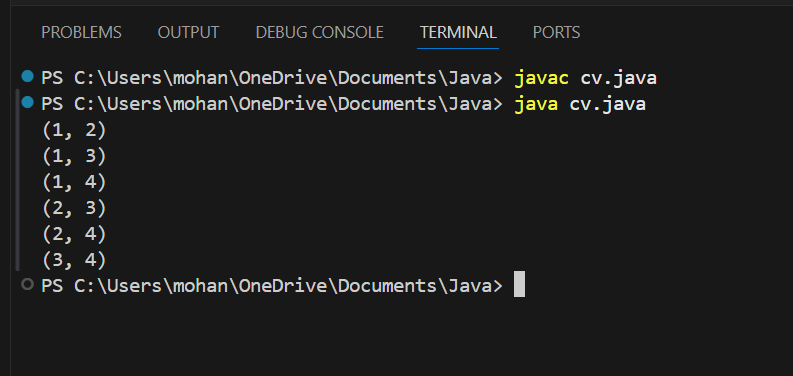 PROBLEMS OUTPUT DEBUG CONSOLE TERMINAL PORTS
PS C:\Users\mohan\OneDrive\Documents\Java> javac cv.java
PS C:\Users\mohan\OneDrive\Documents\Java> java cv.java
(1, 2)
(1, 3)
(1, 4)
(2, 3)
(2, 4)
(3, 4)
PS C:\Users\mohan\OneDrive\Documents\Java>